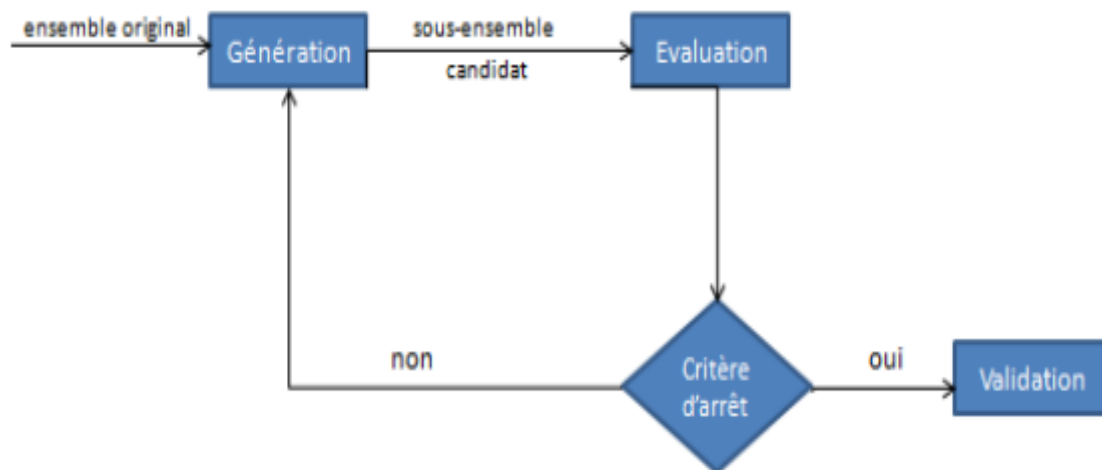 ensemble original
Génération
sous-ensemble
candidat
Evaluation
non
Critère
d'arrêt
oui
Validation